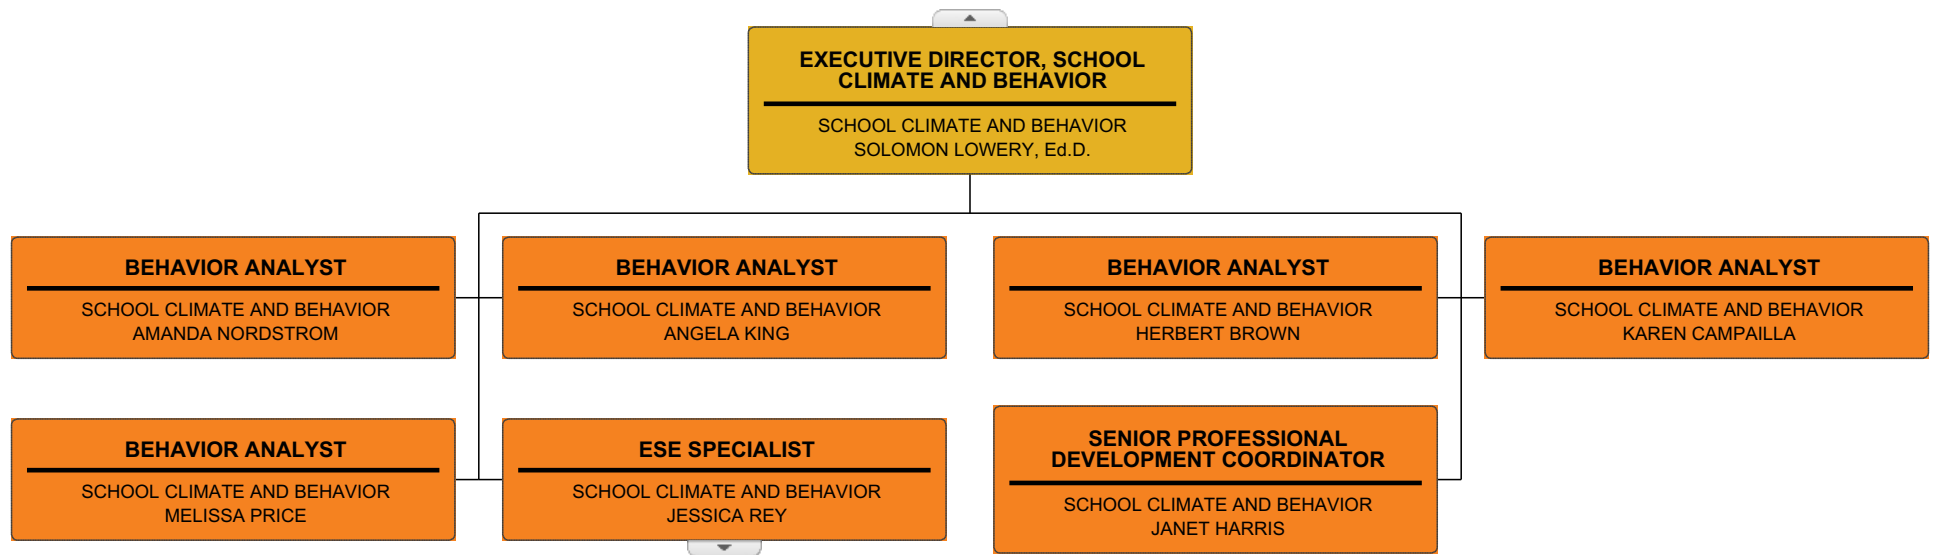 EXECUTIVE DIRECTOR, SCHOOL
CLIMATE AND BEHAVIOR
SCHOOL CLIMATE AND BEHAVIOR
SOLOMON LOWERY, Ed.D.
BEHAVIOR ANALYST
SCHOOL CLIMATE AND BEHAVIOR
AMANDA NORDSTROM
BEHAVIOR ANALYST
SCHOOL CLIMATE AND BEHAVIOR
ANGELA KING
BEHAVIOR ANALYST
SCHOOL CLIMATE AND BEHAVIOR
HERBERT BROWN
BEHAVIOR ANALYST
SCHOOL CLIMATE AND BEHAVIOR
KAREN CAMPAILLA
BEHAVIOR ANALYST
SCHOOL CLIMATE AND BEHAVIOR
MELISSA PRICE
ESE SPECIALIST
SCHOOL CLIMATE AND BEHAVIOR
JESSICA REY
SENIOR PROFESSIONAL
DEVELOPMENT COORDINATOR
SCHOOL CLIMATE AND BEHAVIOR
JANET HARRIS